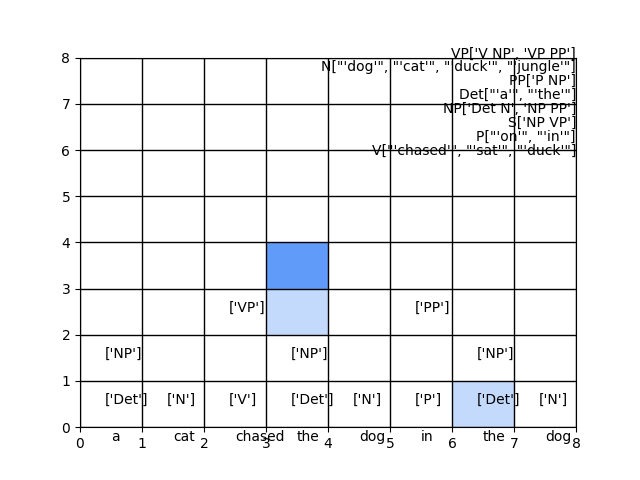 VP['V NP', 'VP PP']
8
N["'dog'", "'cat'", "'duck'", "'jungle'"]
PP['P NP']
Det["'a'", "'the'"]
7
NP['Det N', 'NP PP']
S['NP VP']
P["'on'", "'in'"]
6
V["'chased'", "'sat'", "'duck'"]
5
4
3
['VP'] ['PP']
2
['NP'] ['NP'] ['NP']
1
['Det'] ['N'] ['V'] ['Det'] ['N'] ['P'] ['Det'] ['N']
0
a cat chased the dog in the dog
0 1 2 3 4 5 6 7 8